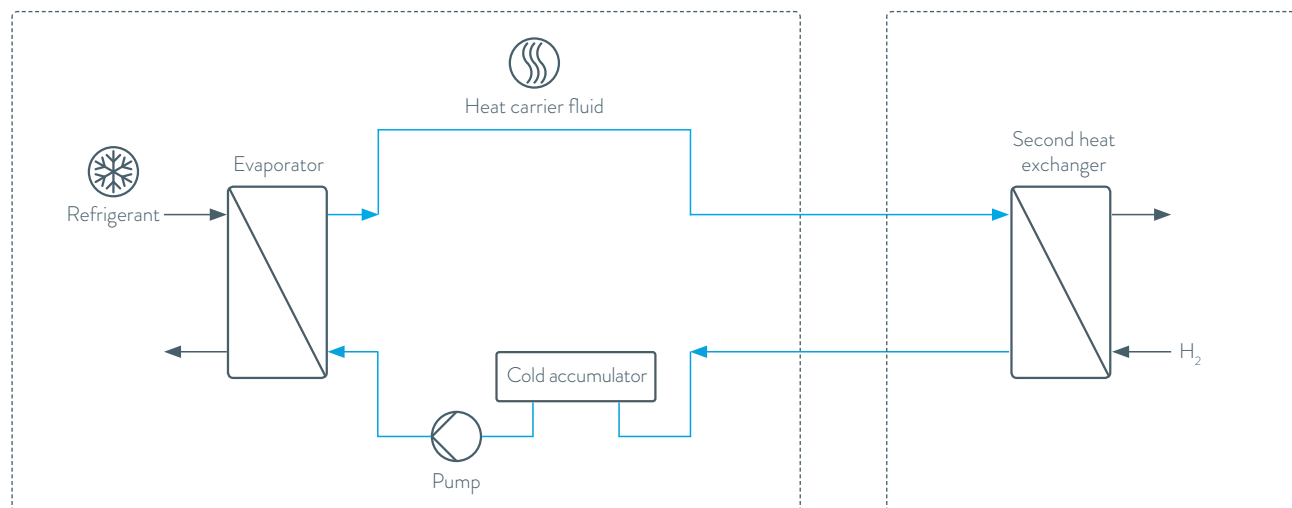 Heat carrier fluid
Second heat
exchanger
Evaporator
Refrigerant
H₂
Cold accumulator
Pump